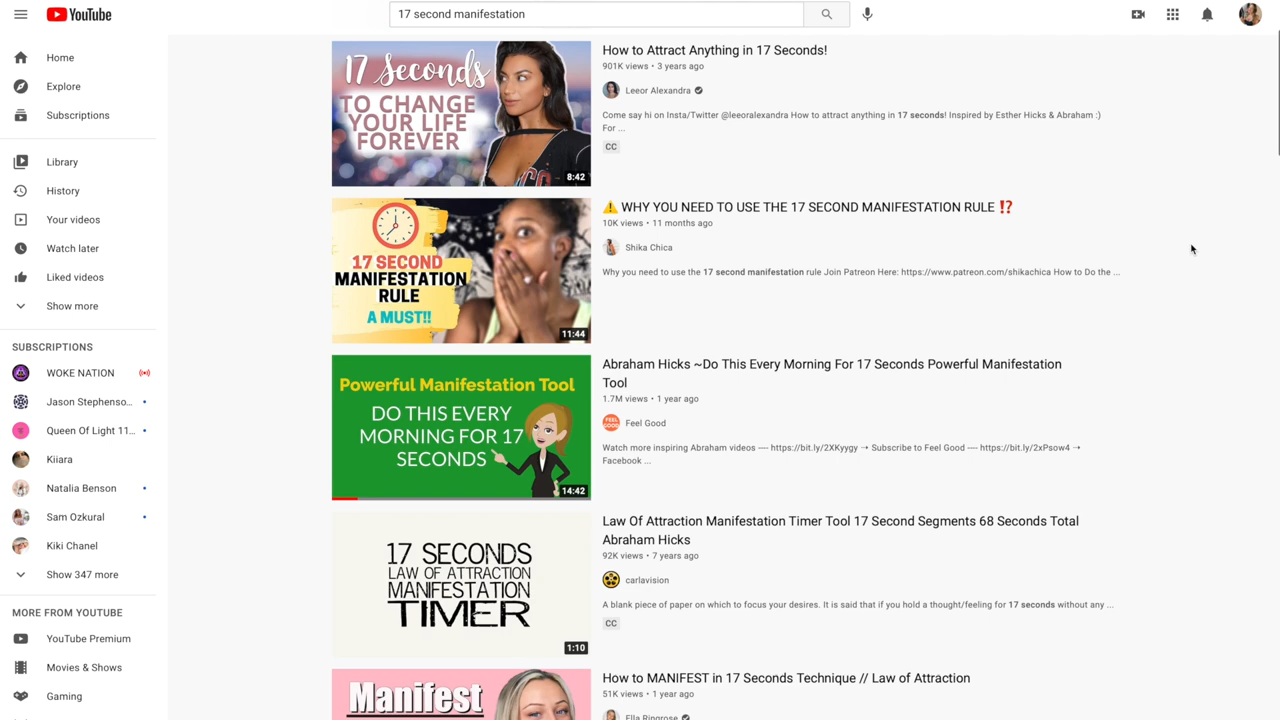 YouTube
17 second manifestation
Home
Explore
Subscriptions
Library
History
Your videos
Watch later
Liked videos
Show more
SUBSCRIPTIONS
WOKE NATION
Jason Stephenso...
Queen Of Light 11...
Kiiara
Natalia Benson
Sam Ozkural
Kiki Chanel
Show 347 more
MORE FROM YOUTUBE
YouTube Premium
Movies & Shows
Gaming
17 Seconds
TO CHANGE
YOUR LIFE
FOREVER
8:42
How to Attract Anything in 17 Seconds!
901K views • 3 years ago
Leeor Alexandra
Come say hi on Insta/Twitter @leeoralexandra How to attract anything in 17 seconds! Inspired by Esther Hicks & Abraham :)
For ...
CC
17 SECOND
MANIFESTATION
RULE
A MUST!!
11:44
⚠️ WHY YOU NEED TO USE THE 17 SECOND MANIFESTATION RULE ⁉️
10K views • 11 months ago
Shika Chica
Why you need to use the 17 second manifestation rule Join Patreon Here: https://www.patreon.com/shikachica How to Do the ...
Powerful Manifestation Tool
DO THIS EVERY
MORNING FOR 17
SECONDS
14:42
Abraham Hicks ~Do This Every Morning For 17 Seconds Powerful Manifestation
Tool
1.7M views • 1 year ago
FEEL GOOD
Feel Good
Watch more inspiring Abraham videos ---- https://bit.ly/2XKyygy ➝ Subscribe to Feel Good ---- https://bit.ly/2xPsow4 ➝
Facebook ...
17 SECONDS
LAW OF ATTRACTION
MANIFESTATION
TIMER
1:10
Law Of Attraction Manifestation Timer Tool 17 Second Segments 68 Seconds Total
Abraham Hicks
92K views • 7 years ago
carlavision
A blank piece of paper on which to focus your desires. It is said that if you hold a thought/feeling for 17 seconds without any ...
CC
Manifest
How to MANIFEST in 17 Seconds Technique // Law of Attraction
51K views • 1 year ago
Ella Ringrose